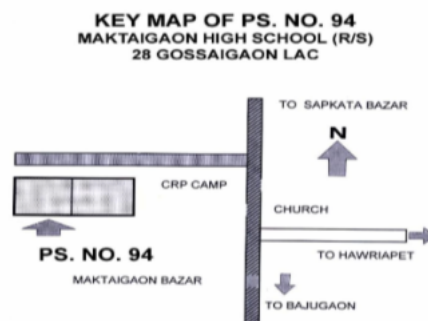 KEY MAP OF PS. NO. 94
MAKTAIGAON HIGH SCHOOL (R/S)
28 GOSSAIGAON LAC
TO SAPKATA BAZAR
N
CRP CAMP
CHURCH
PS. NO. 94
TO HAWRIAPET
MAKTAIGAON BAZAR
TO BAJUGAON